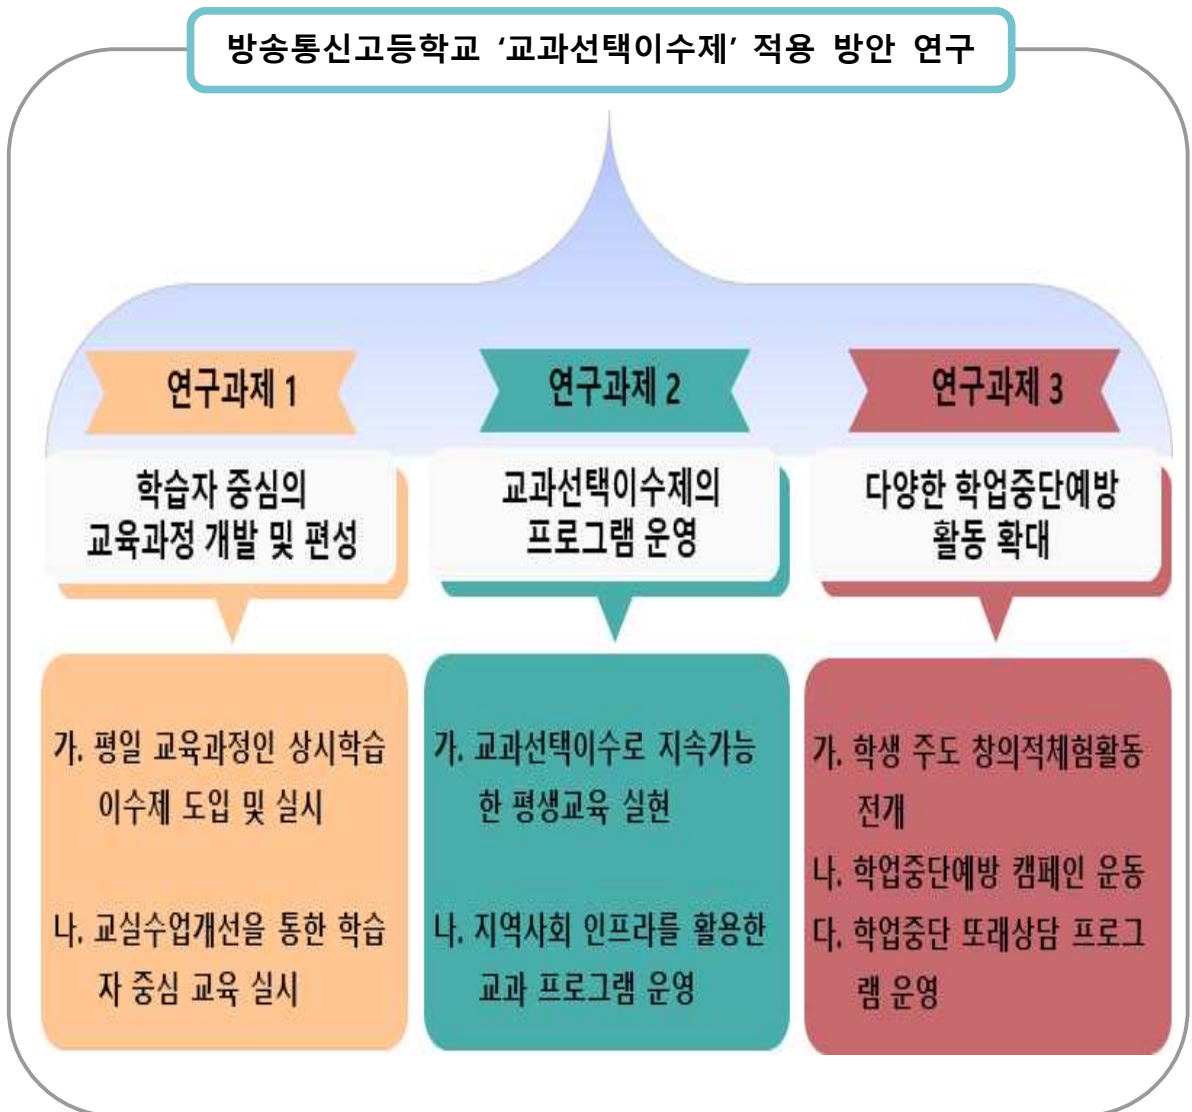 방송통신고등학교 ‘교과선택이수제’ 적용 방안 연구
연구과제 1
학습자 중심의
교육과정 개발 및 편성
가. 평일 교육과정인 상시학습
이수제 도입 및 실시
나. 교실수업개선을 통한 학습
자 중심 교육 실시
연구과제 2
교과선택이수제의
프로그램 운영
가. 교과선택이수로 지속가능
한 평생교육 실현
나. 지역사회 인프라를 활용한
교과 프로그램 운영
연구과제 3
다양한 학업중단예방
활동 확대
가. 학생 주도 창의적체험활동
전개
나. 학업중단예방 캠페인 운동
다. 학업중단 또래상담 프로그
램 운영